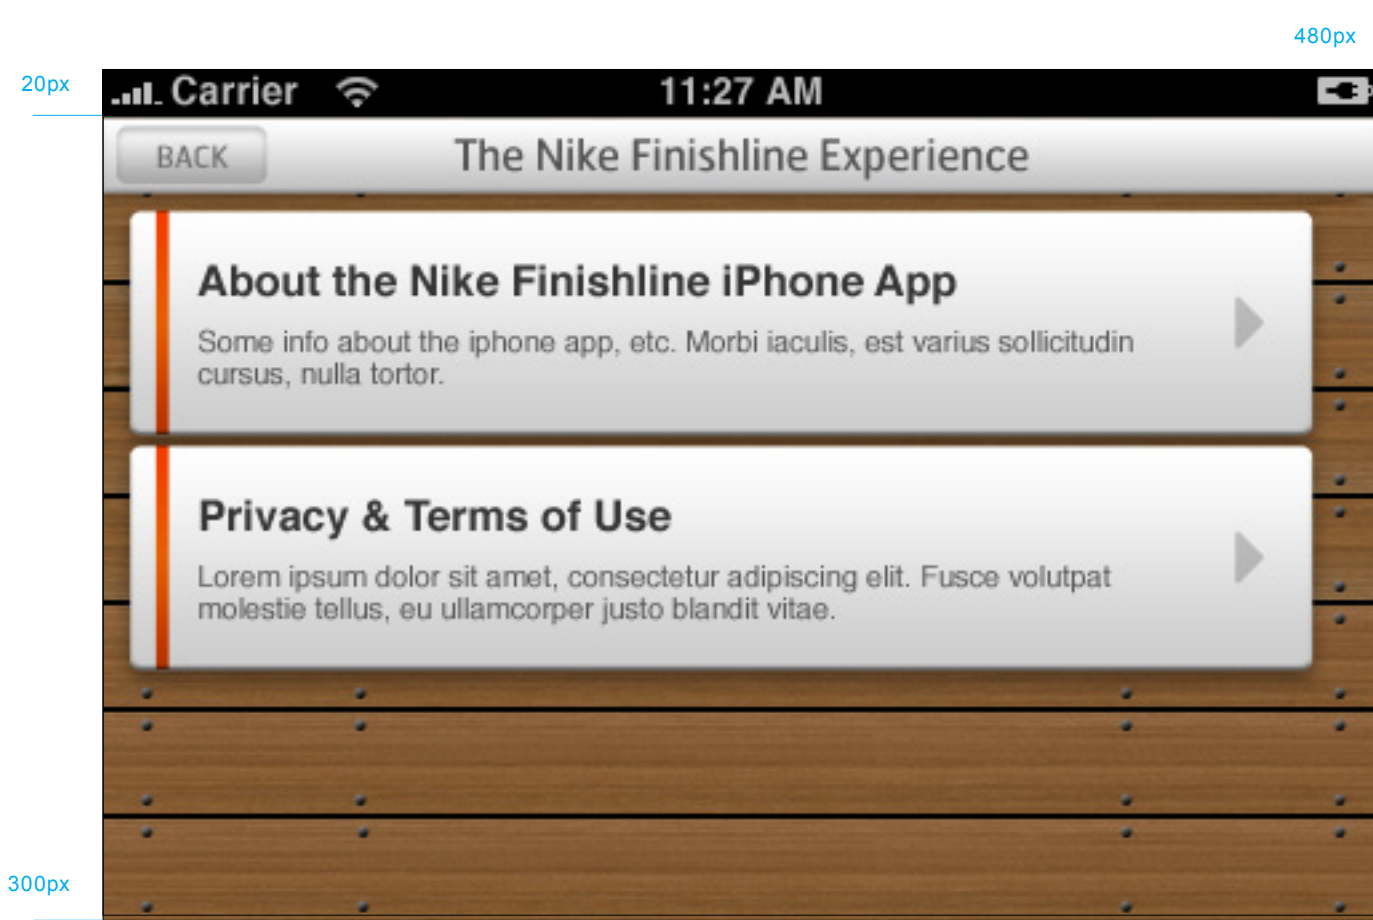 480px
20px
Carrier 11:27 AM
BACK The Nike Finishline Experience
About the Nike Finishline iPhone App
Some info about the iphone app, etc. Morbi iaculis, est varius sollicitudin
cursus, nulla tortor.
Privacy & Terms of Use
Lorem ipsum dolor sit amet, consectetur adipiscing elit. Fusce volutpat
molestie tellus, eu ullamcorper justo blandit vitae.
300px